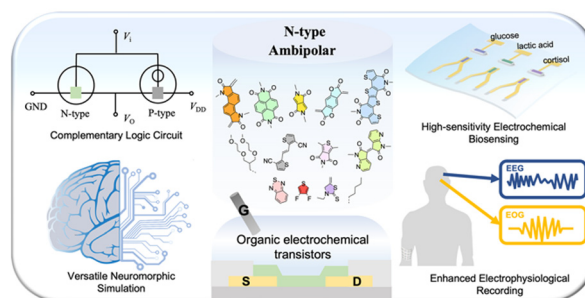 V_i
GND
N-type
P-type
V_DD
V_O
Complementary Logic Circuit
Versatile Neuromorphic
Simulation
N-type
Ambipolar
G
Organic electrochemical
transistors
S
D
glucose
lactic acid
cortisol
High-sensitivity Electrochemical
Biosensing
EEG
EOG
Enhanced Electrophysiological
Recording